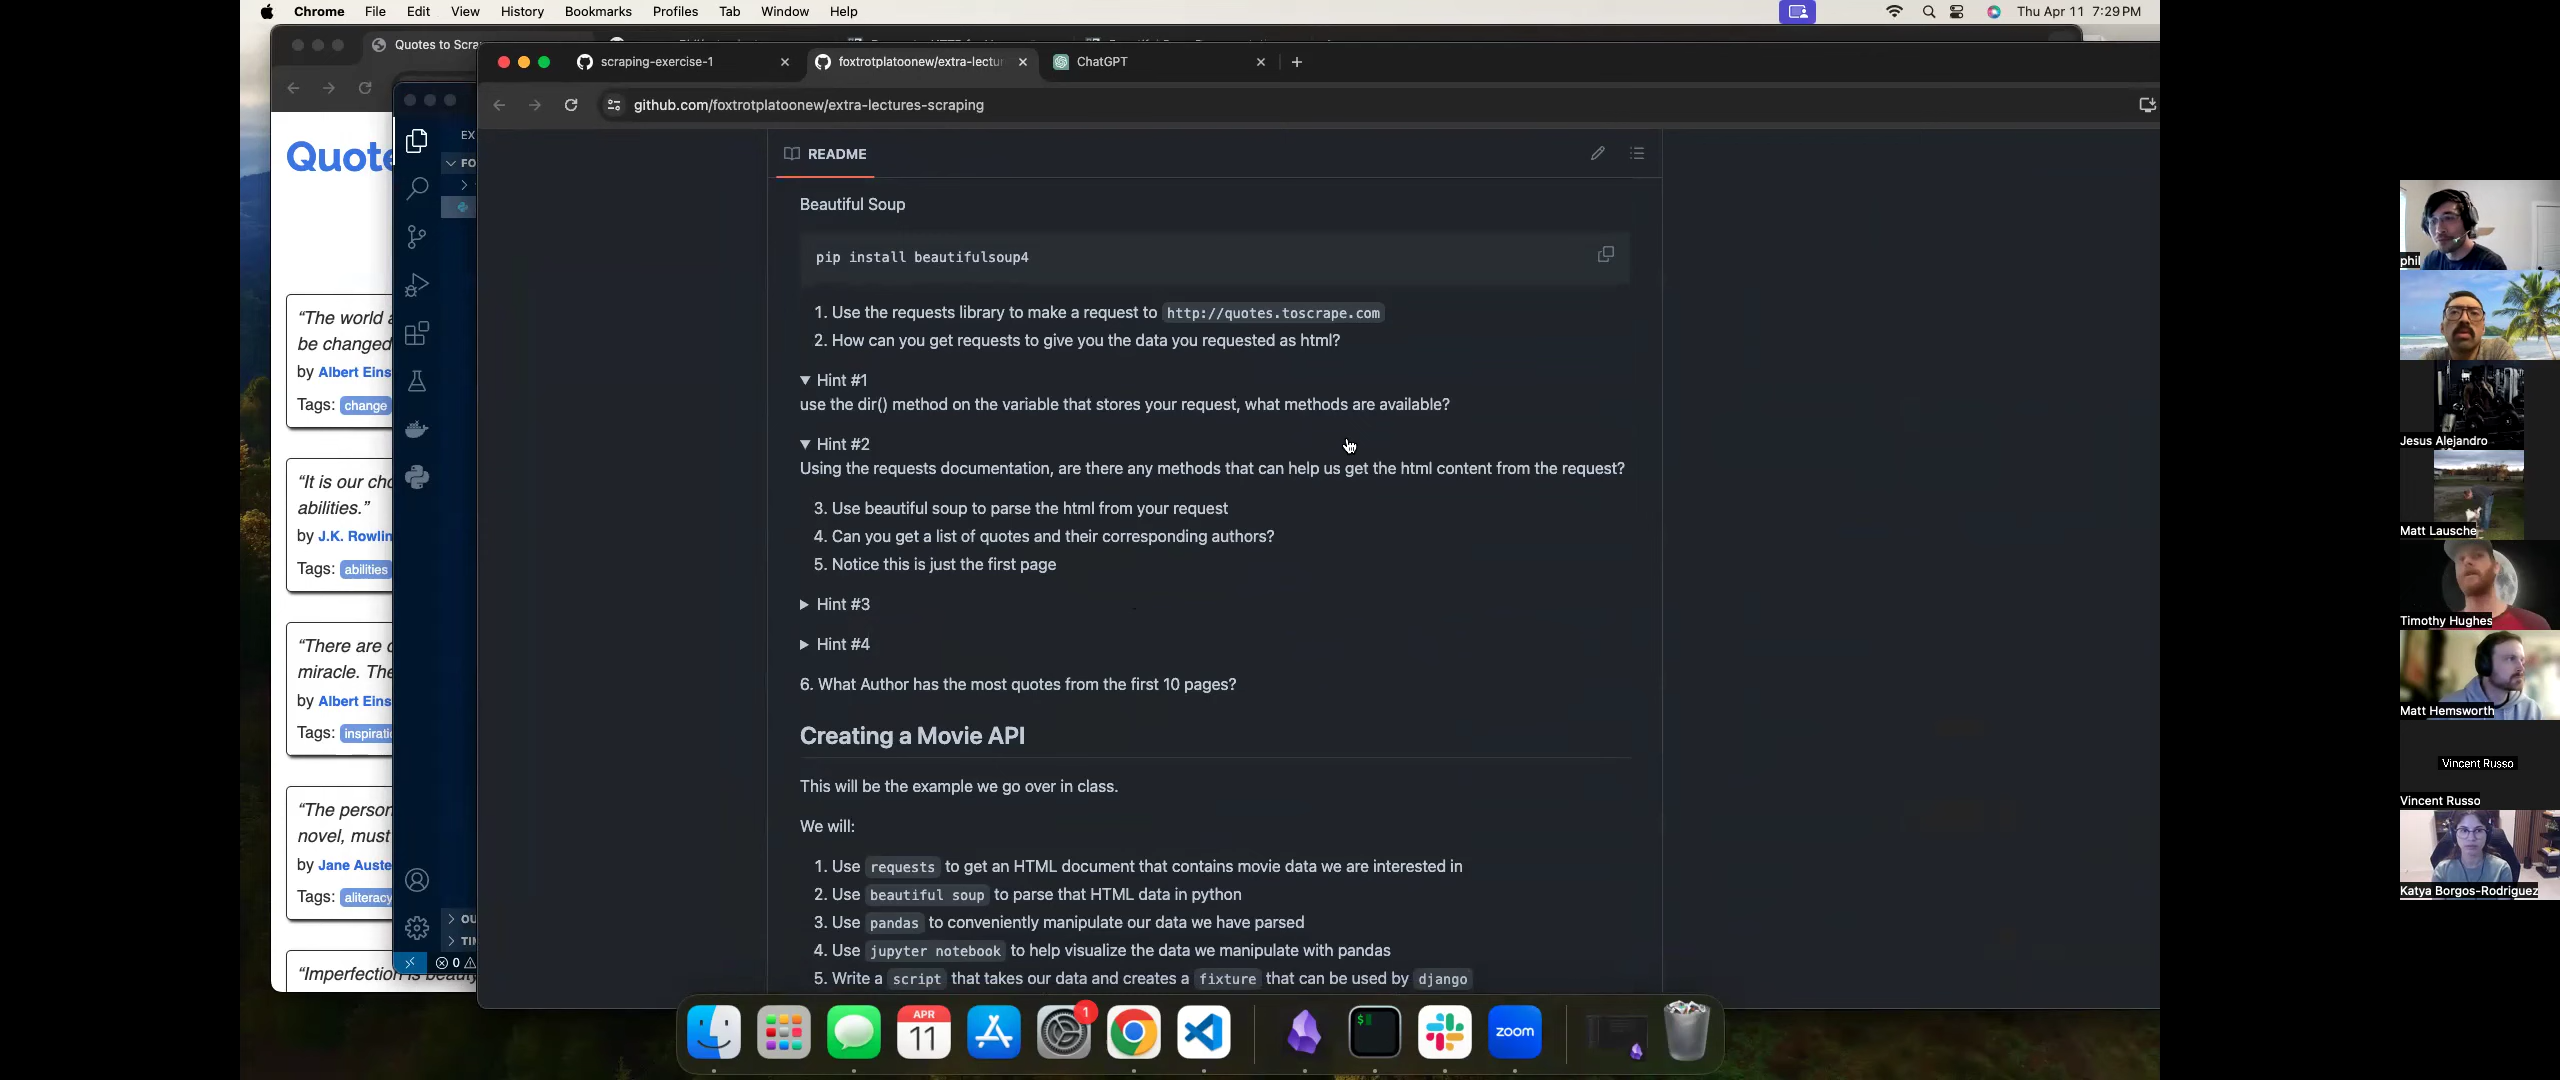 Chrome File Edit View History Bookmarks Profiles Tab Window Help
Thu Apr 11 7:29 PM
Quotes to Scra
scraping-exercise-1
foxtrotplatoonew/extra-lectur
ChatGPT
github.com/foxtrotplatoonew/extra-lectures-scraping
EX
FO
Quote
“The world a
be changed
by Albert Eins
Tags: change
“It is our cho
abilities.”
by J.K. Rowlin
Tags: abilities
“There are o
miracle. The
by Albert Eins
Tags: inspirati
“The person
novel, must
by Jane Auste
Tags: aliteracy
“Imperfection is beauty
OU
TIM
0
README
Beautiful Soup
pip install beautifulsoup4
1. Use the requests library to make a request to http://quotes.toscrape.com
2. How can you get requests to give you the data you requested as html?
Hint #1
use the dir() method on the variable that stores your request, what methods are available?
Hint #2
Using the requests documentation, are there any methods that can help us get the html content from the request?
3. Use beautiful soup to parse the html from your request
4. Can you get a list of quotes and their corresponding authors?
5. Notice this is just the first page
Hint #3
Hint #4
6. What Author has the most quotes from the first 10 pages?
Creating a Movie API
This will be the example we go over in class.
We will:
1. Use requests to get an HTML document that contains movie data we are interested in
2. Use beautiful soup to parse that HTML data in python
3. Use pandas to conveniently manipulate our data we have parsed
4. Use jupyter notebook to help visualize the data we manipulate with pandas
5. Write a script that takes our data and creates a fixture that can be used by django
APR
11
1
$
zoom
phil
Jesus Alejandro
Matt Lausche
Timothy Hughes
Matt Hemsworth
Vincent Russo
Vincent Russo
Katya Borgos-Rodriguez